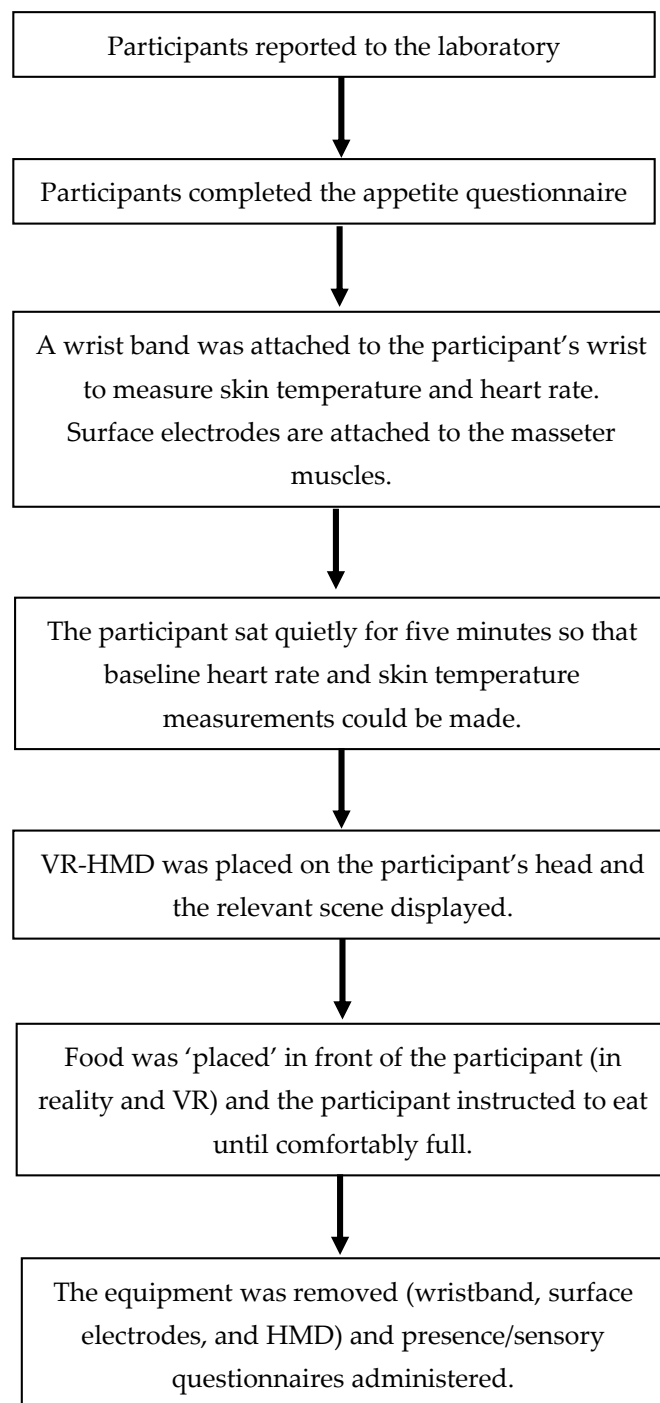 Participants reported to the laboratory
Participants completed the appetite questionnaire
A wrist band was attached to the participant’s wrist
to measure skin temperature and heart rate.
Surface electrodes are attached to the masseter
muscles.
The participant sat quietly for five minutes so that
baseline heart rate and skin temperature
measurements could be made.
VR-HMD was placed on the participant’s head and
the relevant scene displayed.
Food was ‘placed’ in front of the participant (in
reality and VR) and the participant instructed to eat
until comfortably full.
The equipment was removed (wristband, surface
electrodes, and HMD) and presence/sensory
questionnaires administered.